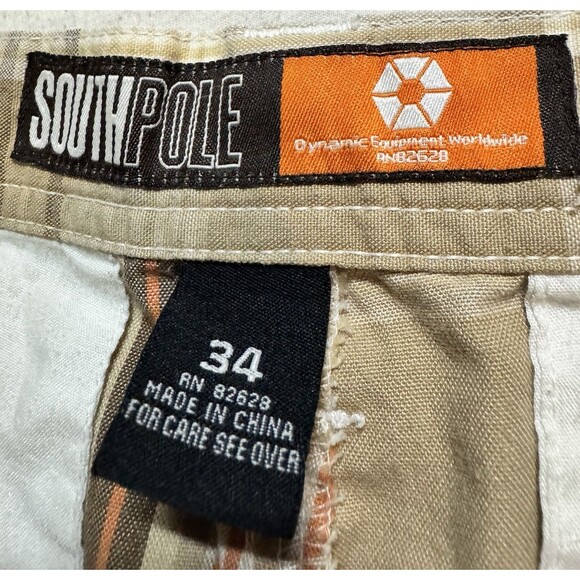 SOUTHPOLE
Dynamic Equipment Worldwide
RN82628
34
RN 82628
MADE IN CHINA
FOR CARE SEE OVER